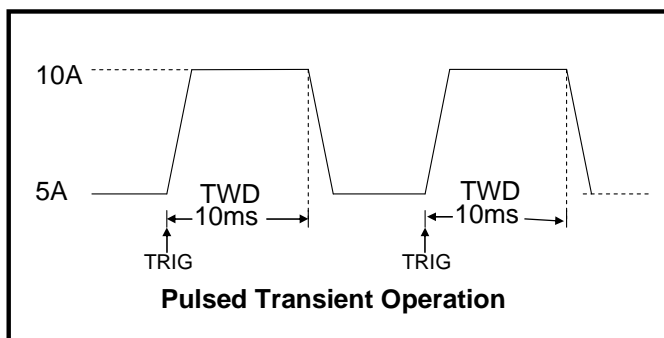 10A
5A
TWD
10ms
TWD
10ms
TRIG
TRIG
Pulsed Transient Operation